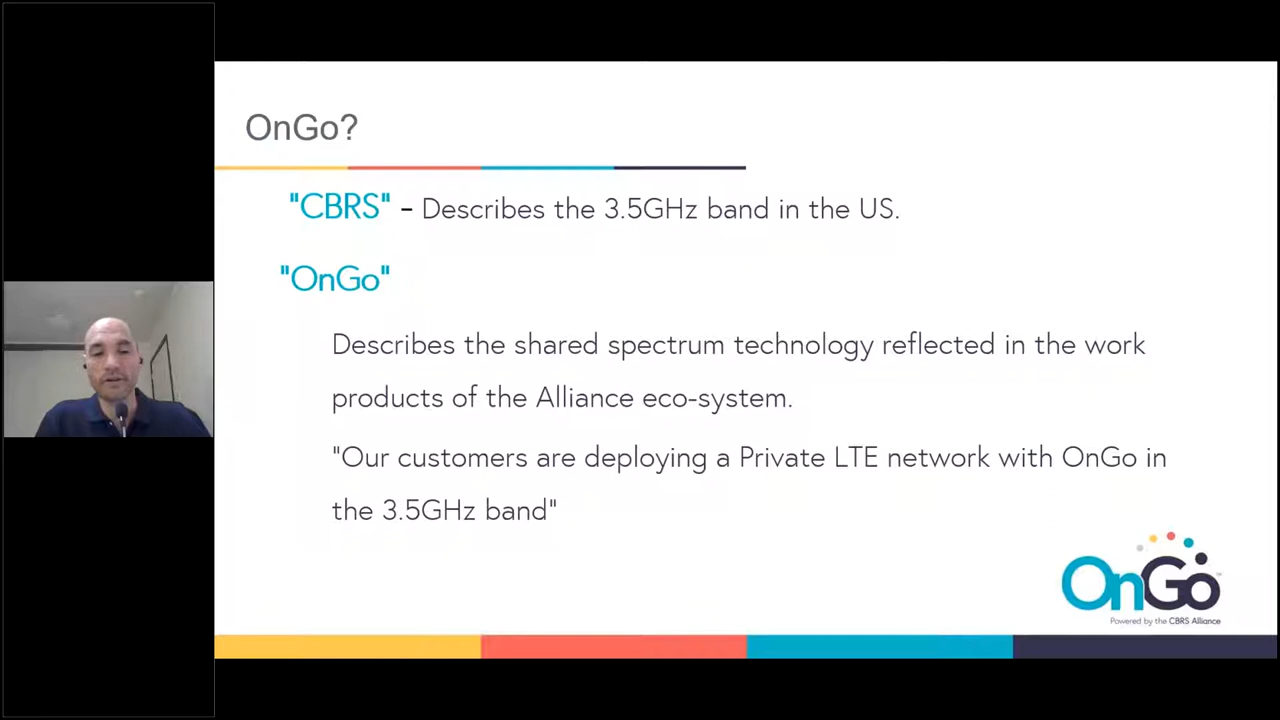 OnGo?
"CBRS" – Describes the 3.5GHz band in the US.
"OnGo"
Describes the shared spectrum technology reflected in the work
products of the Alliance eco-system.
"Our customers are deploying a Private LTE network with OnGo in
the 3.5GHz band"
OnGo
Powered by the CBRS Alliance